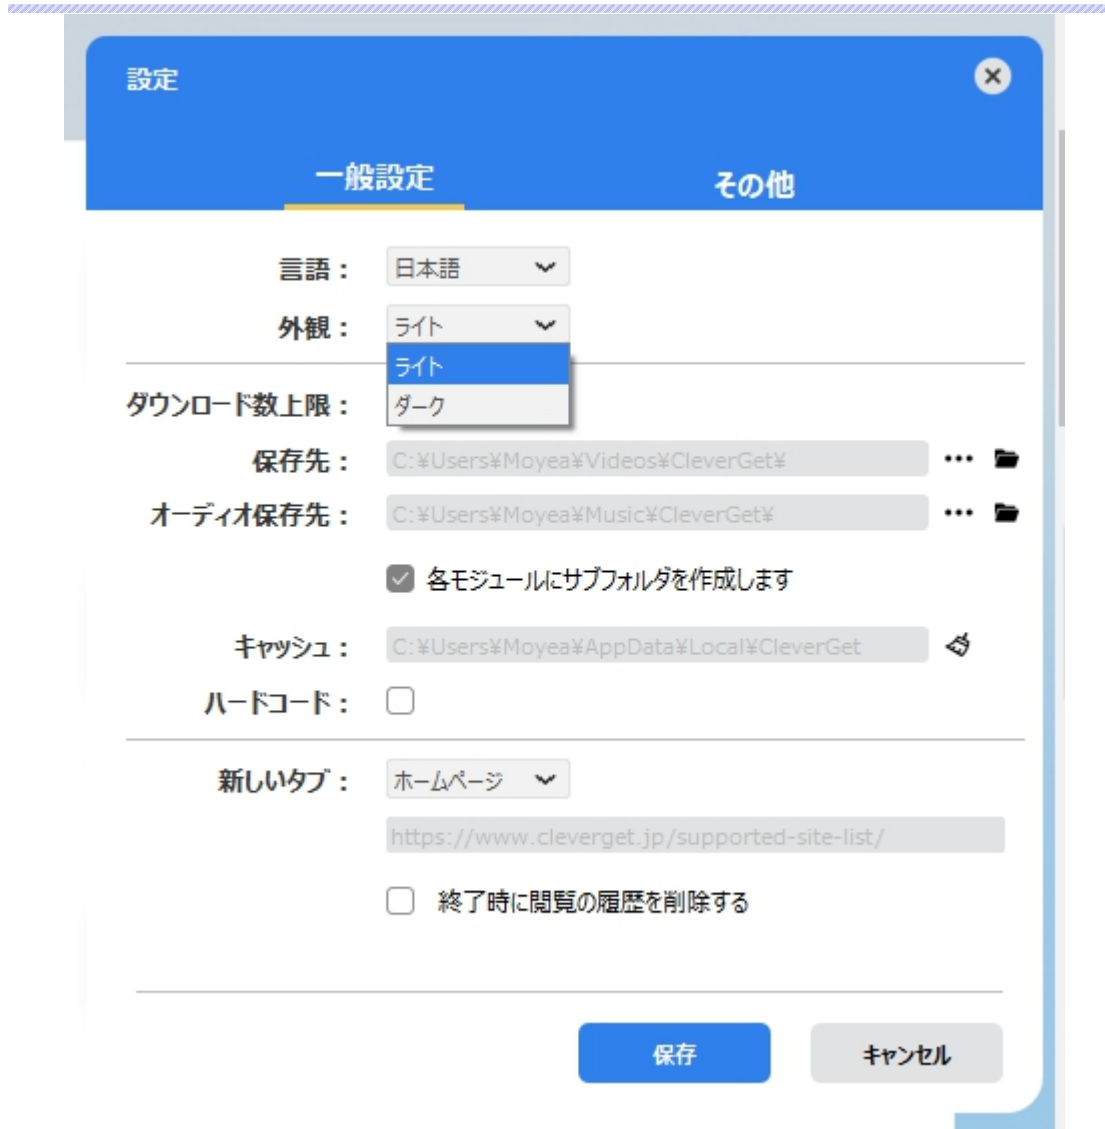 設定
一般設定
その他
言語：
日本語
外観：
ライト
ライト
ダーク
ダウンロード数上限：
保存先：
C:¥Users¥Moyea¥Videos¥CleverGet¥
オーディオ保存先：
C:¥Users¥Moyea¥Music¥CleverGet¥
各モジュールにサブフォルダを作成します
キャッシュ：
C:¥Users¥Moyea¥AppData¥Local¥CleverGet
ハードコード：
新しいタブ：
ホームページ
https://www.cleverget.jp/supported-site-list/
終了時に閲覧の履歴を削除する
保存
キャンセル